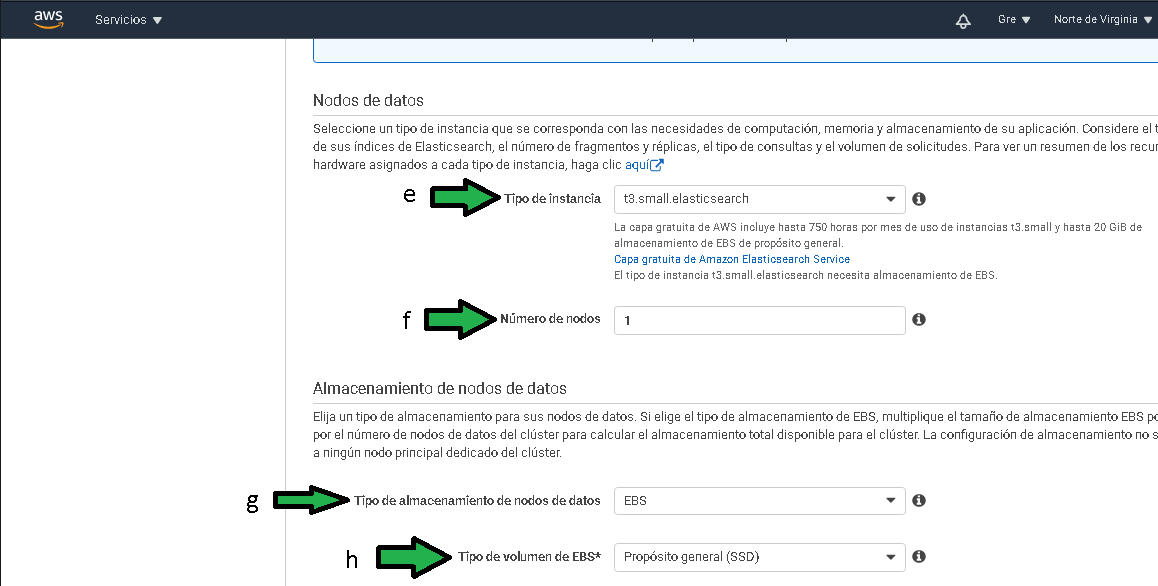 aws Servicios Gre Norte de Virginia
Nodos de datos
Seleccione un tipo de instancia que se corresponda con las necesidades de computación, memoria y almacenamiento de su aplicación. Considere el
de sus índices de Elasticsearch, el número de fragmentos y réplicas, el tipo de consultas y el volumen de solicitudes. Para ver un resumen de los
hardware asignados a cada tipo de instancia, haga clic aquí
e Tipo de instancia t3.small.elasticsearch
La capa gratuita de AWS incluye hasta 750 horas por mes de uso de instancias t3.small y hasta 20 GiB de
almacenamiento de EBS de propósito general.
Capa gratuita de Amazon Elasticsearch Service
El tipo de instancia t3.small.elasticsearch necesita almacenamiento de EBS.
f Número de nodos 1
Almacenamiento de nodos de datos
Elija un tipo de almacenamiento para sus nodos de datos. Si elige el tipo de almacenamiento de EBS, multiplique el tamaño de almacenamiento EBS
por el número de nodos de datos del clúster para calcular el almacenamiento total disponible para el clúster. La configuración de almacenamiento no
a ningún nodo principal dedicado del clúster.
g Tipo de almacenamiento de nodos de datos EBS
h Tipo de volumen de EBS* Propósito general (SSD)